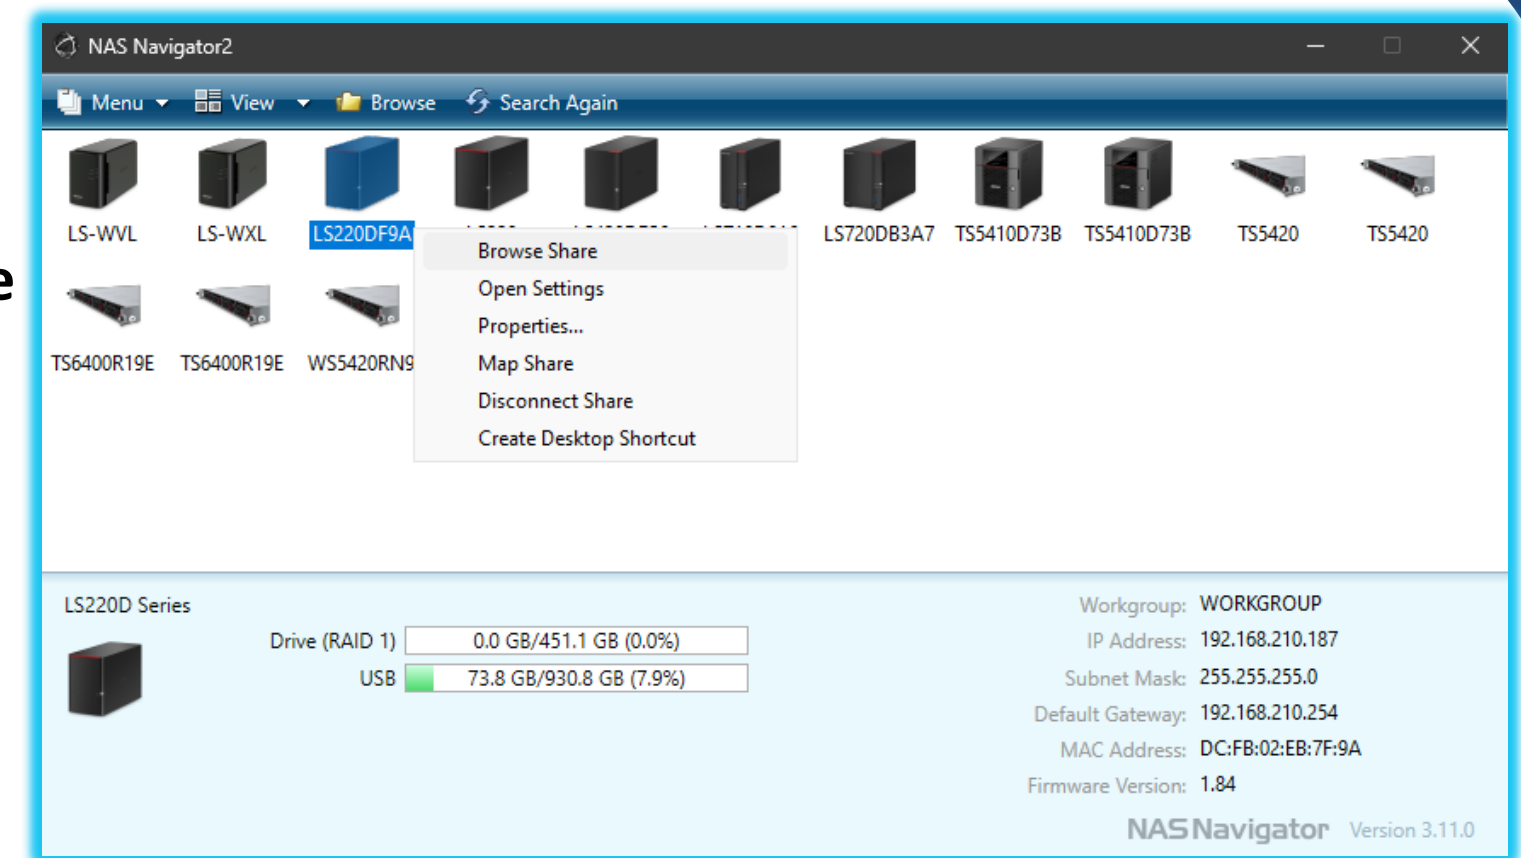 NAS Navigator2
Menu View Browse Search Again
LS-WVL LS-WXL LS220DF9A LS720DB3A7 TS5410D73B TS5410D73B TS5420 TS5420
e
TS6400R19E TS6400R19E WS5420RN9
Browse Share
Open Settings
Properties...
Map Share
Disconnect Share
Create Desktop Shortcut
LS220D Series
Drive (RAID 1) 0.0 GB/451.1 GB (0.0%)
USB 73.8 GB/930.8 GB (7.9%)
Workgroup: WORKGROUP
IP Address: 192.168.210.187
Subnet Mask: 255.255.255.0
Default Gateway: 192.168.210.254
MAC Address: DC:FB:02:EB:7F:9A
Firmware Version: 1.84
NAS Navigator Version 3.11.0